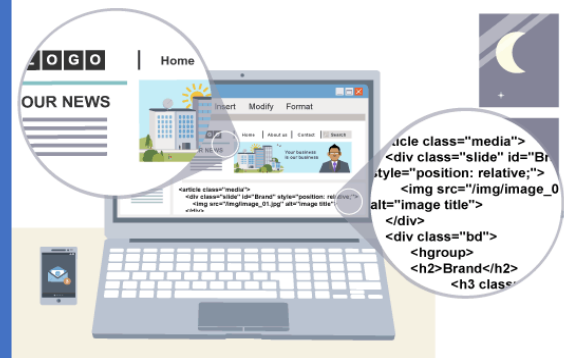 LOGO | Home
OUR NEWS
Insert Modify Format
Home | About us | Contact | Search
Your business
in our business
<article class="media">
<div class="slide" id="Brand" style="position: relative;">
<img src="/img/image_01.jpg" alt="image title">
</div>
ticle class="media">
<div class="slide" id="Br
style="position: relative;">
<img src="/img/image_0
alt="image title">
</div>
<div class="bd">
<hgroup>
<h2>Brand</h2>
<h3 class